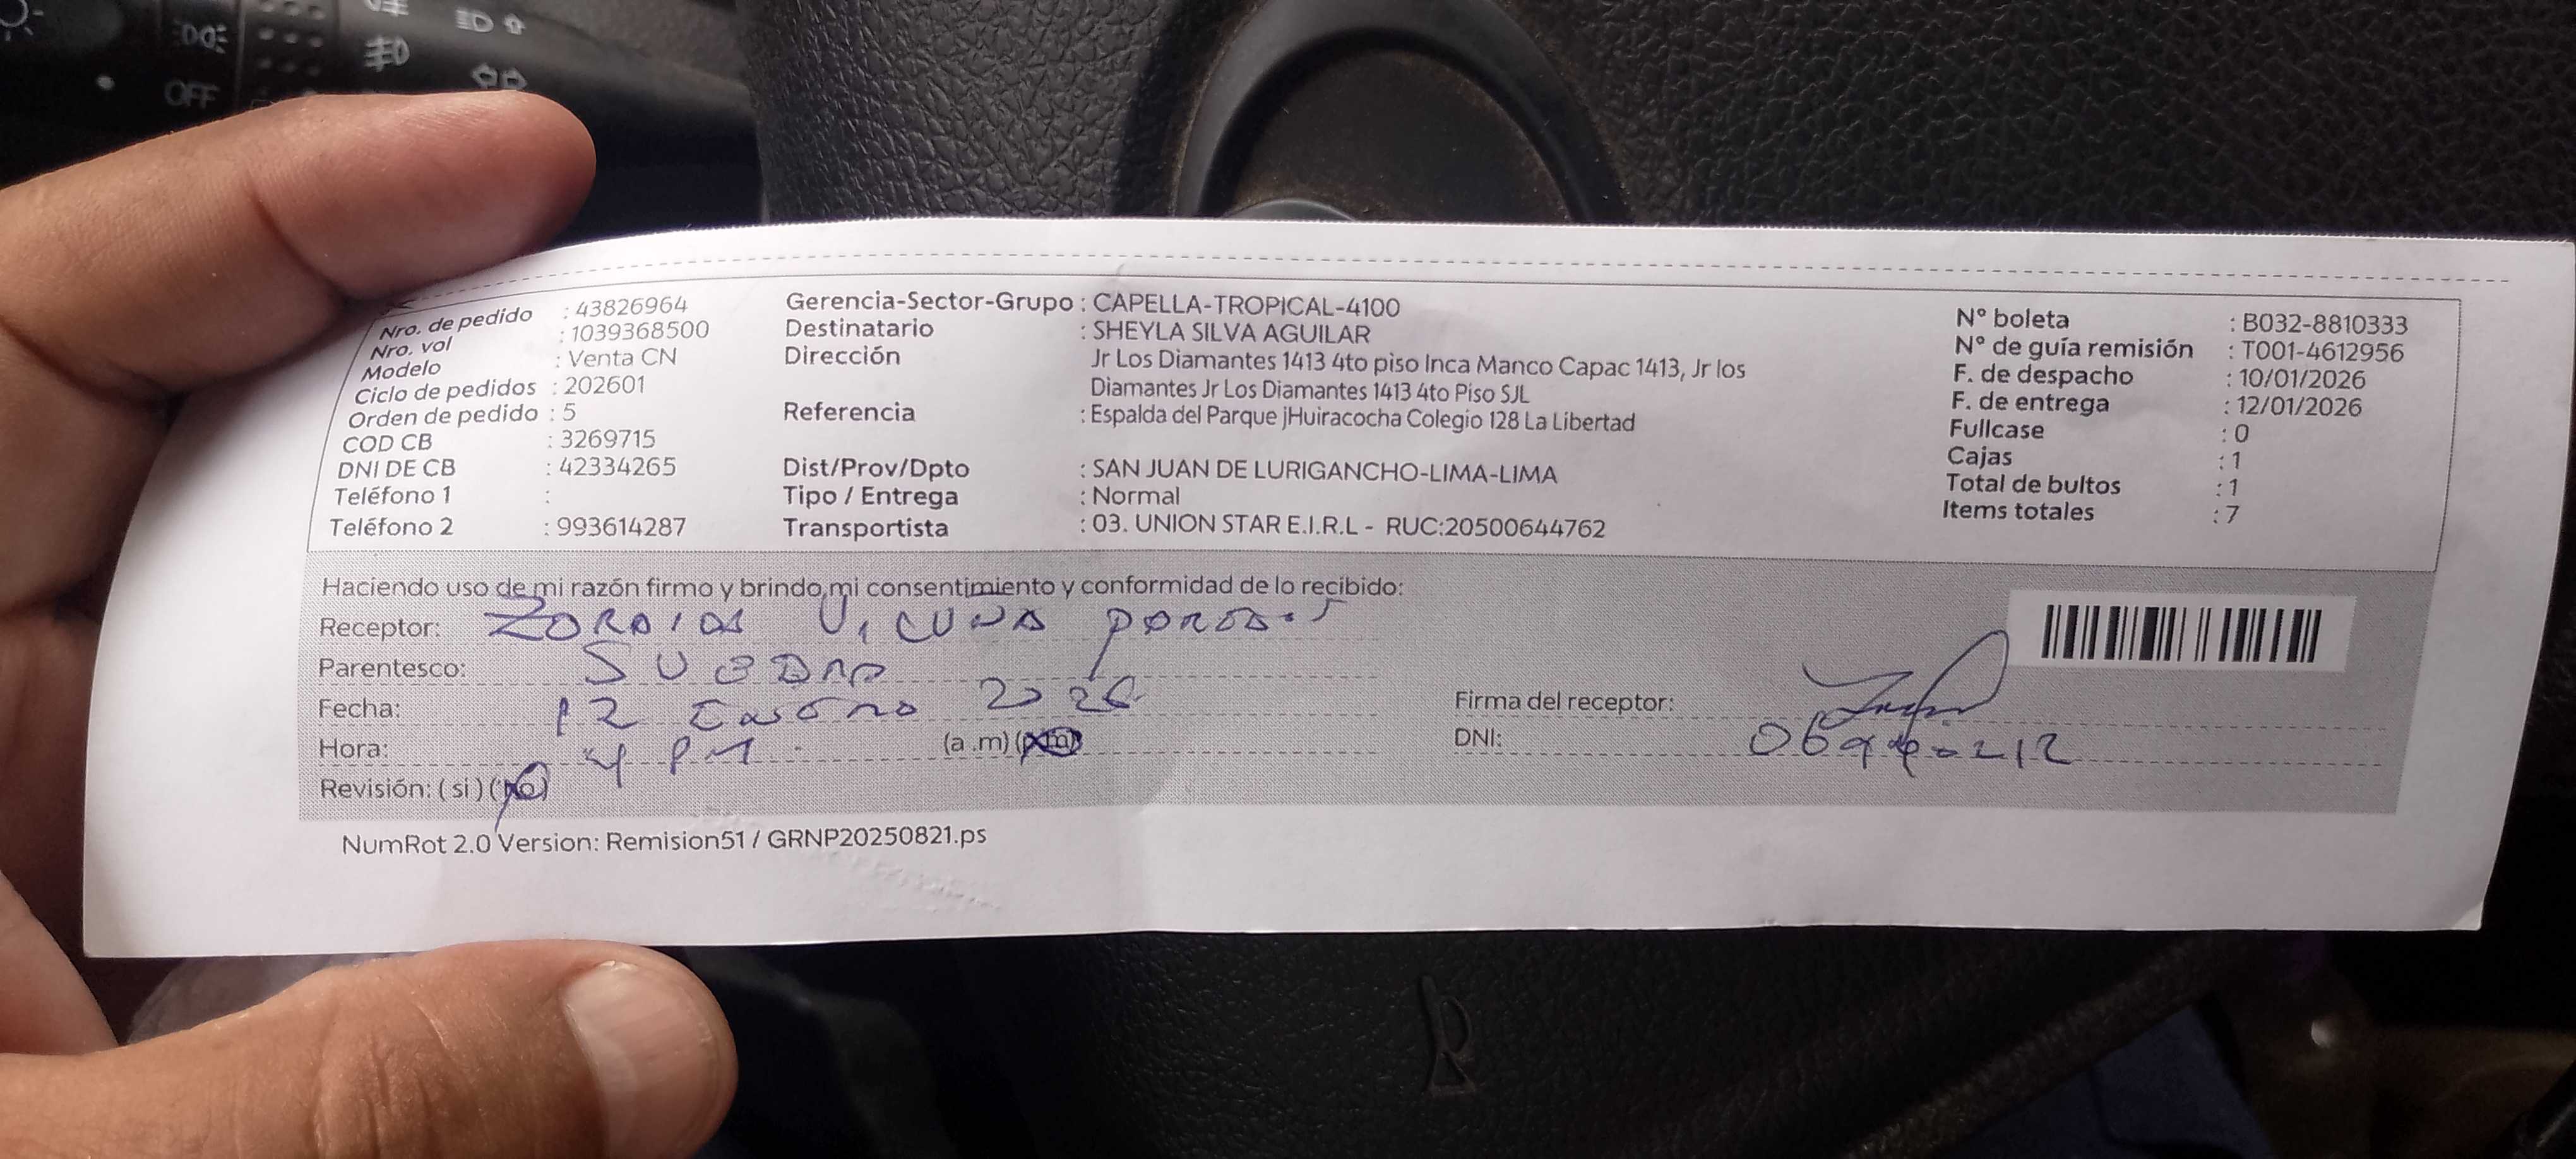 OFF
Nro. de pedido : 43826964
Nro. vol : 1039368500
Modelo : Venta CN
Ciclo de pedidos : 202601
Orden de pedido : 5
COD CB : 3269715
DNI DE CB : 42334265
Teléfono 1 :
Teléfono 2 : 993614287
Gerencia-Sector-Grupo : CAPELLA-TROPICAL-4100
Destinatario : SHEYLA SILVA AGUILAR
Dirección Jr Los Diamantes 1413 4to piso Inca Manco Capac 1413, Jr los
Diamantes Jr Los Diamantes 1413 4to Piso SJL
Referencia : Espalda del Parque jHuiracocha Colegio 128 La Libertad
Dist/Prov/Dpto : SAN JUAN DE LURIGANCHO-LIMA-LIMA
Tipo / Entrega : Normal
Transportista : 03. UNION STAR E.I.R.L - RUC:20500644762
N° boleta : B032-8810333
N° de guía remisión : T001-4612956
F. de despacho : 10/01/2026
F. de entrega : 12/01/2026
Fullcase : 0
Cajas : 1
Total de bultos : 1
Items totales : 7
Haciendo uso de mi razón firmo y brindo mi consentimiento y conformidad de lo recibido:
Receptor: ZORAIDA VICUNA
Parentesco: SUEGRA
Fecha: 12 Enero 2026
Hora: 4 PM (a .m) (p.m)
Revisión: ( si ) (no)
Firma del receptor:
DNI:
NumRot 2.0 Version: Remision51 / GRNP20250821.ps